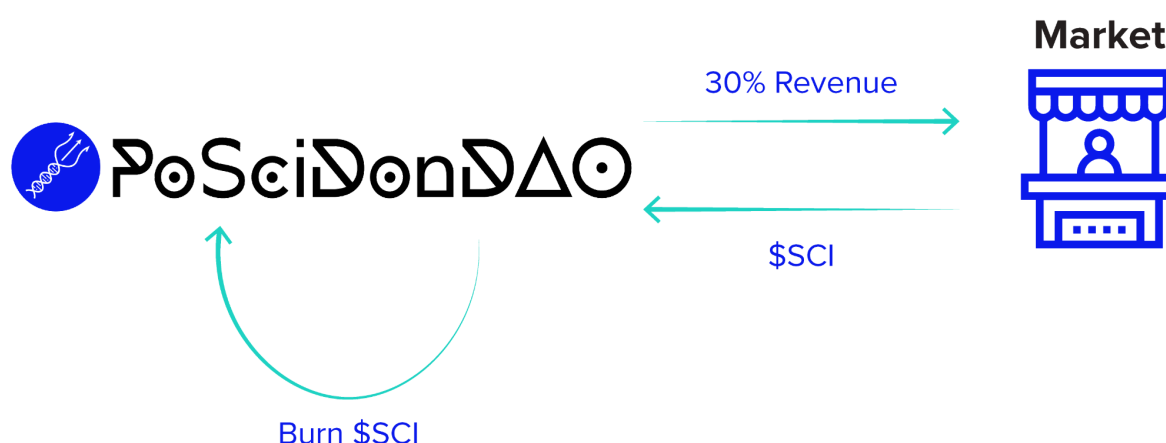 Market
30% Revenue
PoSciDonDAO
$SCI
Burn $SCI